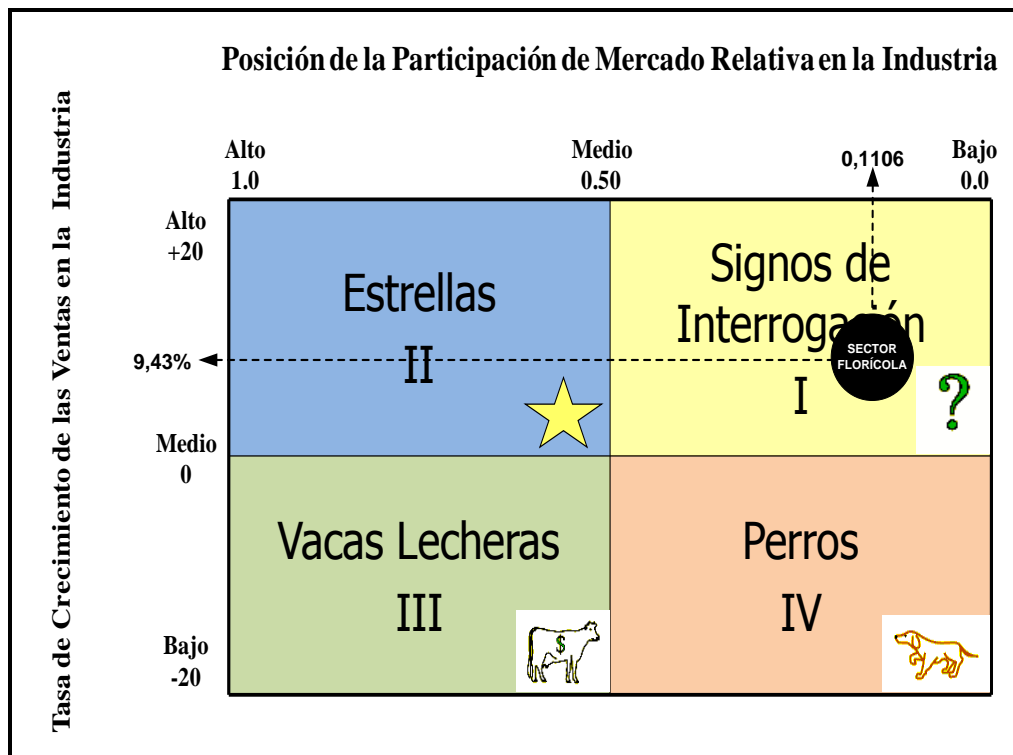 Posición de la Participación de Mercado Relativa en la Industria
Tasa de Crecimiento de las Ventas en la Industria
Alto
1.0
Medio
0.50
0,1106
Bajo
0.0
Alto
+20
Estrellas
II
Signos de
Interrogación
I
SECTOR
FLORÍCOLA
?
9,43%
Medio
0
Vacas Lecheras
III
$
Perros
IV
Bajo
-20